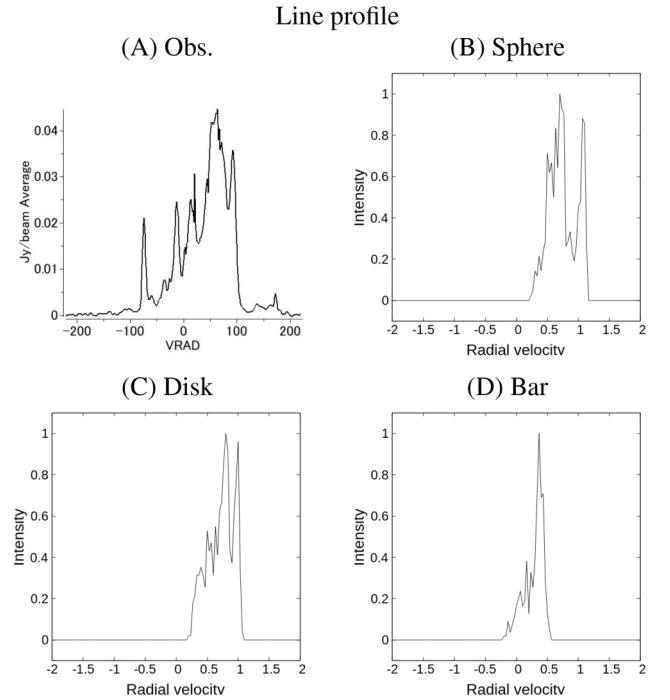 Line profile
(A) Obs.
(B) Sphere
Jy/beam Average
0.04
0.03
0.02
0.01
0
−200 −100 0 100 200
VRAD
Intensity
1
0.8
0.6
0.4
0.2
0
-2 -1.5 -1 -0.5 0 0.5 1 1.5 2
Radial velocity
(C) Disk
(D) Bar
Intensity
1
0.8
0.6
0.4
0.2
0
-2 -1.5 -1 -0.5 0 0.5 1 1.5 2
Radial velocity
Intensity
1
0.8
0.6
0.4
0.2
0
-2 -1.5 -1 -0.5 0 0.5 1 1.5 2
Radial velocity